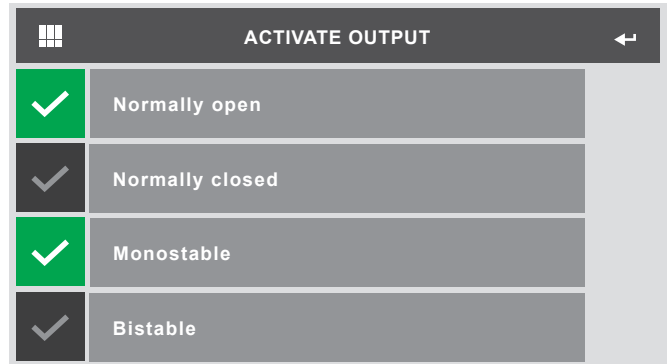 ACTIVATE OUTPUT
Normally open
Normally closed
Monostable
Bistable